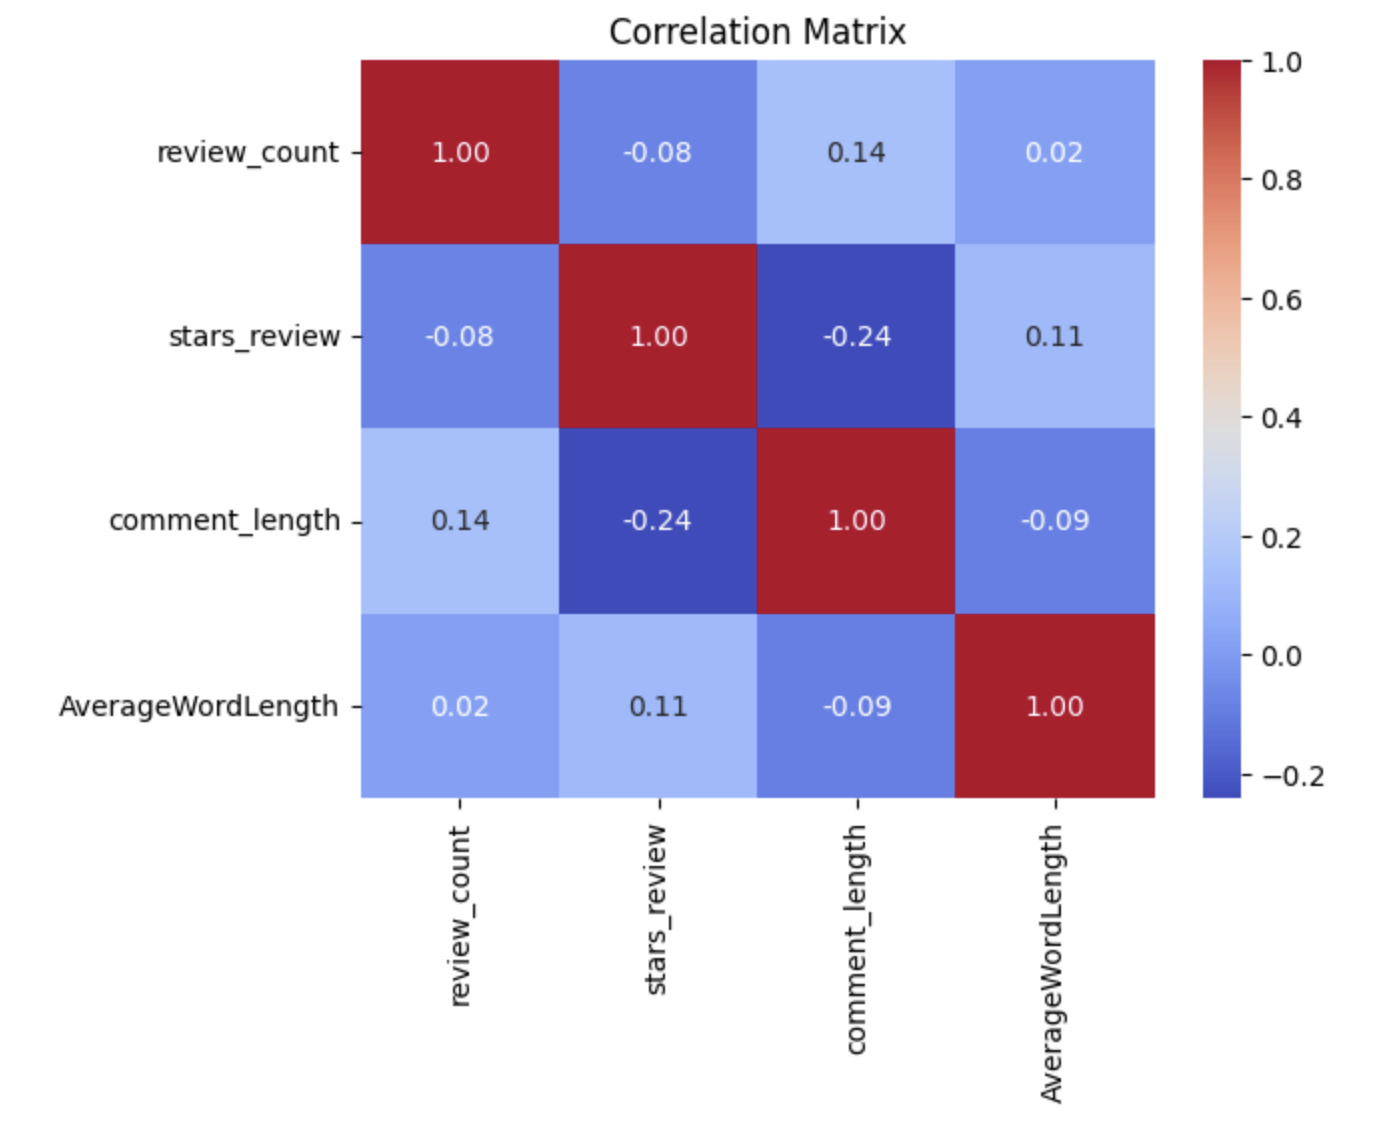 Correlation Matrix
review_count 1.00 -0.08 0.14 0.02
stars_review -0.08 1.00 -0.24 0.11
comment_length 0.14 -0.24 1.00 -0.09
AverageWordLength 0.02 0.11 -0.09 1.00
review_count
stars_review
comment_length
AverageWordLength
1.0
0.8
0.6
0.4
0.2
0.0
−0.2